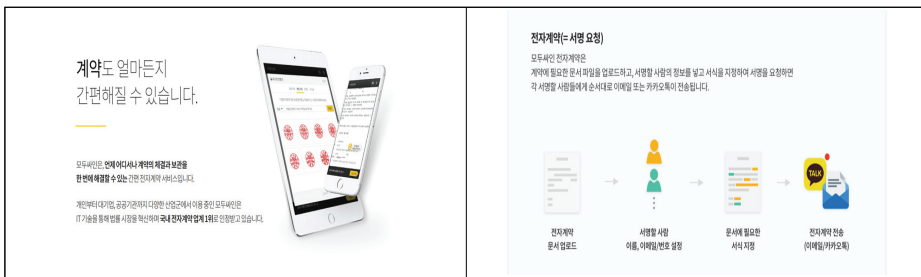 계약도 얼마든지
간편해질 수 있습니다.
모두싸인은, 언제 어디서나 계약의 체결과 보관을
한 번에 해결할 수 있는 간편 전자계약 서비스입니다.
개인부터 대기업, 공공기관까지 다양한 산업군에서 이용 중인 모두싸인은
IT 기술을 통해 법률 시장을 혁신하며 국내 전자계약 업계 1위로 인정받고 있습니다.
전자계약(= 서명 요청)
모두싸인 전자계약은
계약에 필요한 문서 파일을 업로드하고, 서명할 사람의 정보를 넣고 서식을 지정하여 서명을 요청하면
각 서명할 사람들에게 순서대로 이메일 또는 카카오톡이 전송됩니다.
TALK
전자계약
문서 업로드
서명할 사람
이름, 이메일/번호 설정
문서에 필요한
서식 지정
전자계약 전송
(이메일/카카오톡)